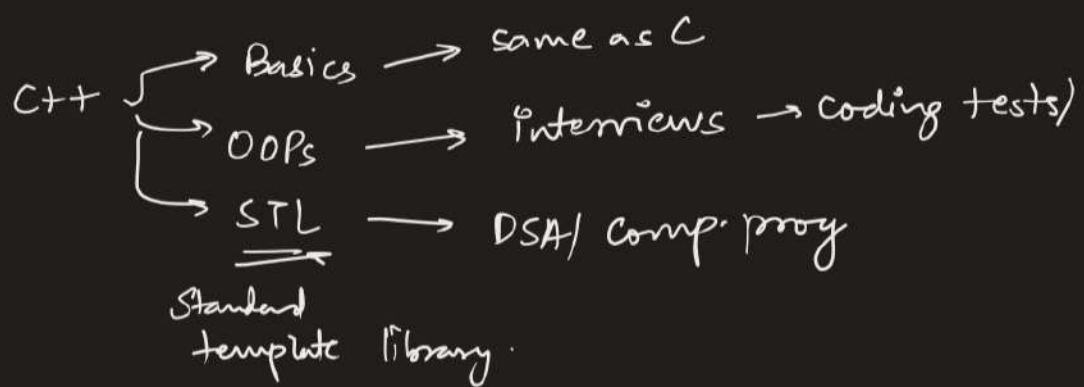 C++ → Basics → same as C
→ OOPs → interviews → coding tests/
→ STL → DSA/ comp. prog
Standard
template library.